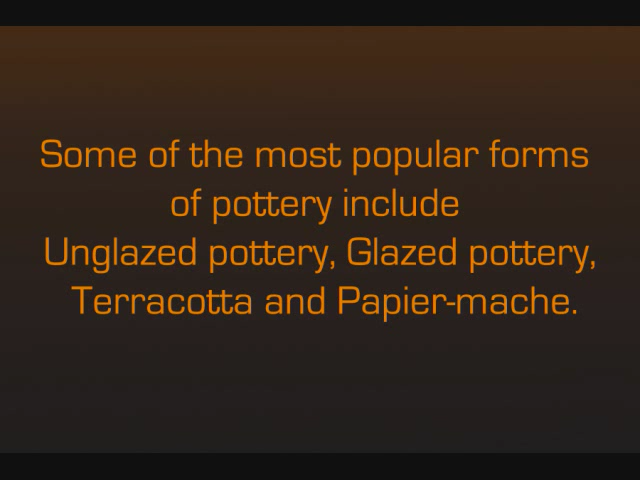 Some of the most popular forms
of pottery include
Unglazed pottery, Glazed pottery,
Terracotta and Papier-mache.